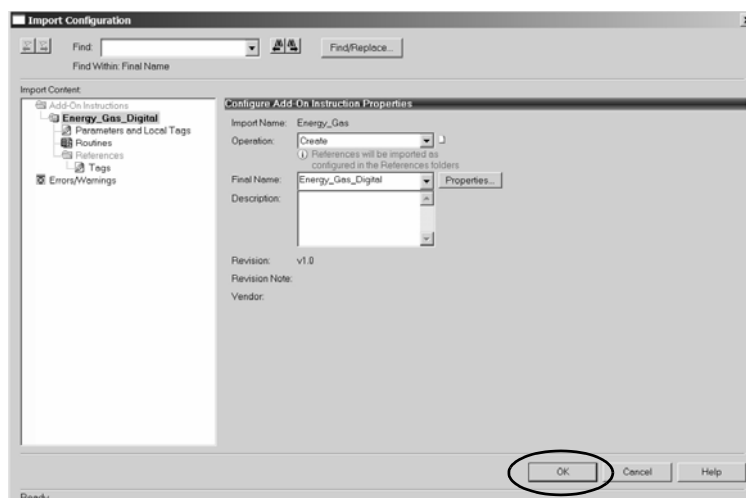 Import Configuration
Find:
Find/Replace...
Find Within: Final Name
Import Content:
Add-On Instructions
Energy_Gas_Digital
Parameters and Local Tags
Routines
References
Tags
Errors/Warnings
Configure Add-On Instruction Properties
Import Name: Energy_Gas
Operation: Create
References will be imported as
configured in the References folders
Final Name: Energy_Gas_Digital Properties...
Description:
Revision: v1.0
Revision Note:
Vendor:
OK Cancel Help
Ready